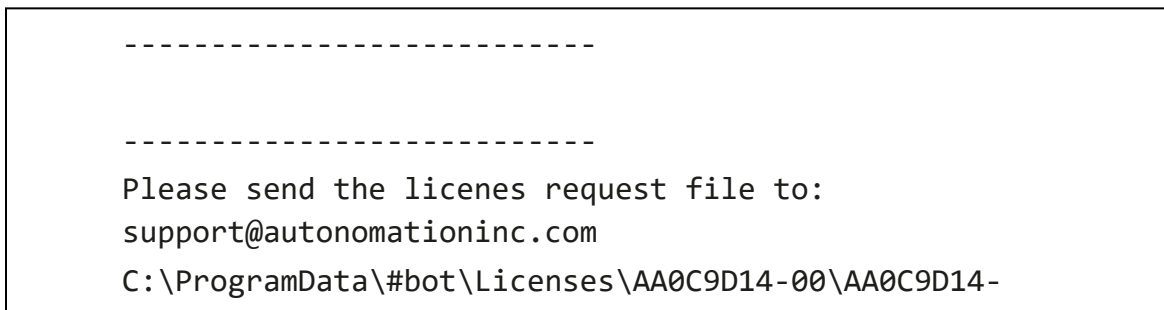 ---------------------------
---------------------------
Please send the licenes request file to:
support@autonomationinc.com
C:\ProgramData\#bot\Licenses\AA0C9D14-00\AA0C9D14-